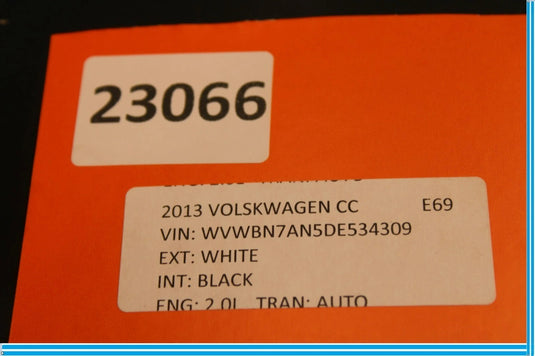 23066
2013 VOLSKWAGEN CC E69
VIN: WVWBN7AN5DE534309
EXT: WHITE
INT: BLACK
ENG: 2.0L TRAN: AUTO